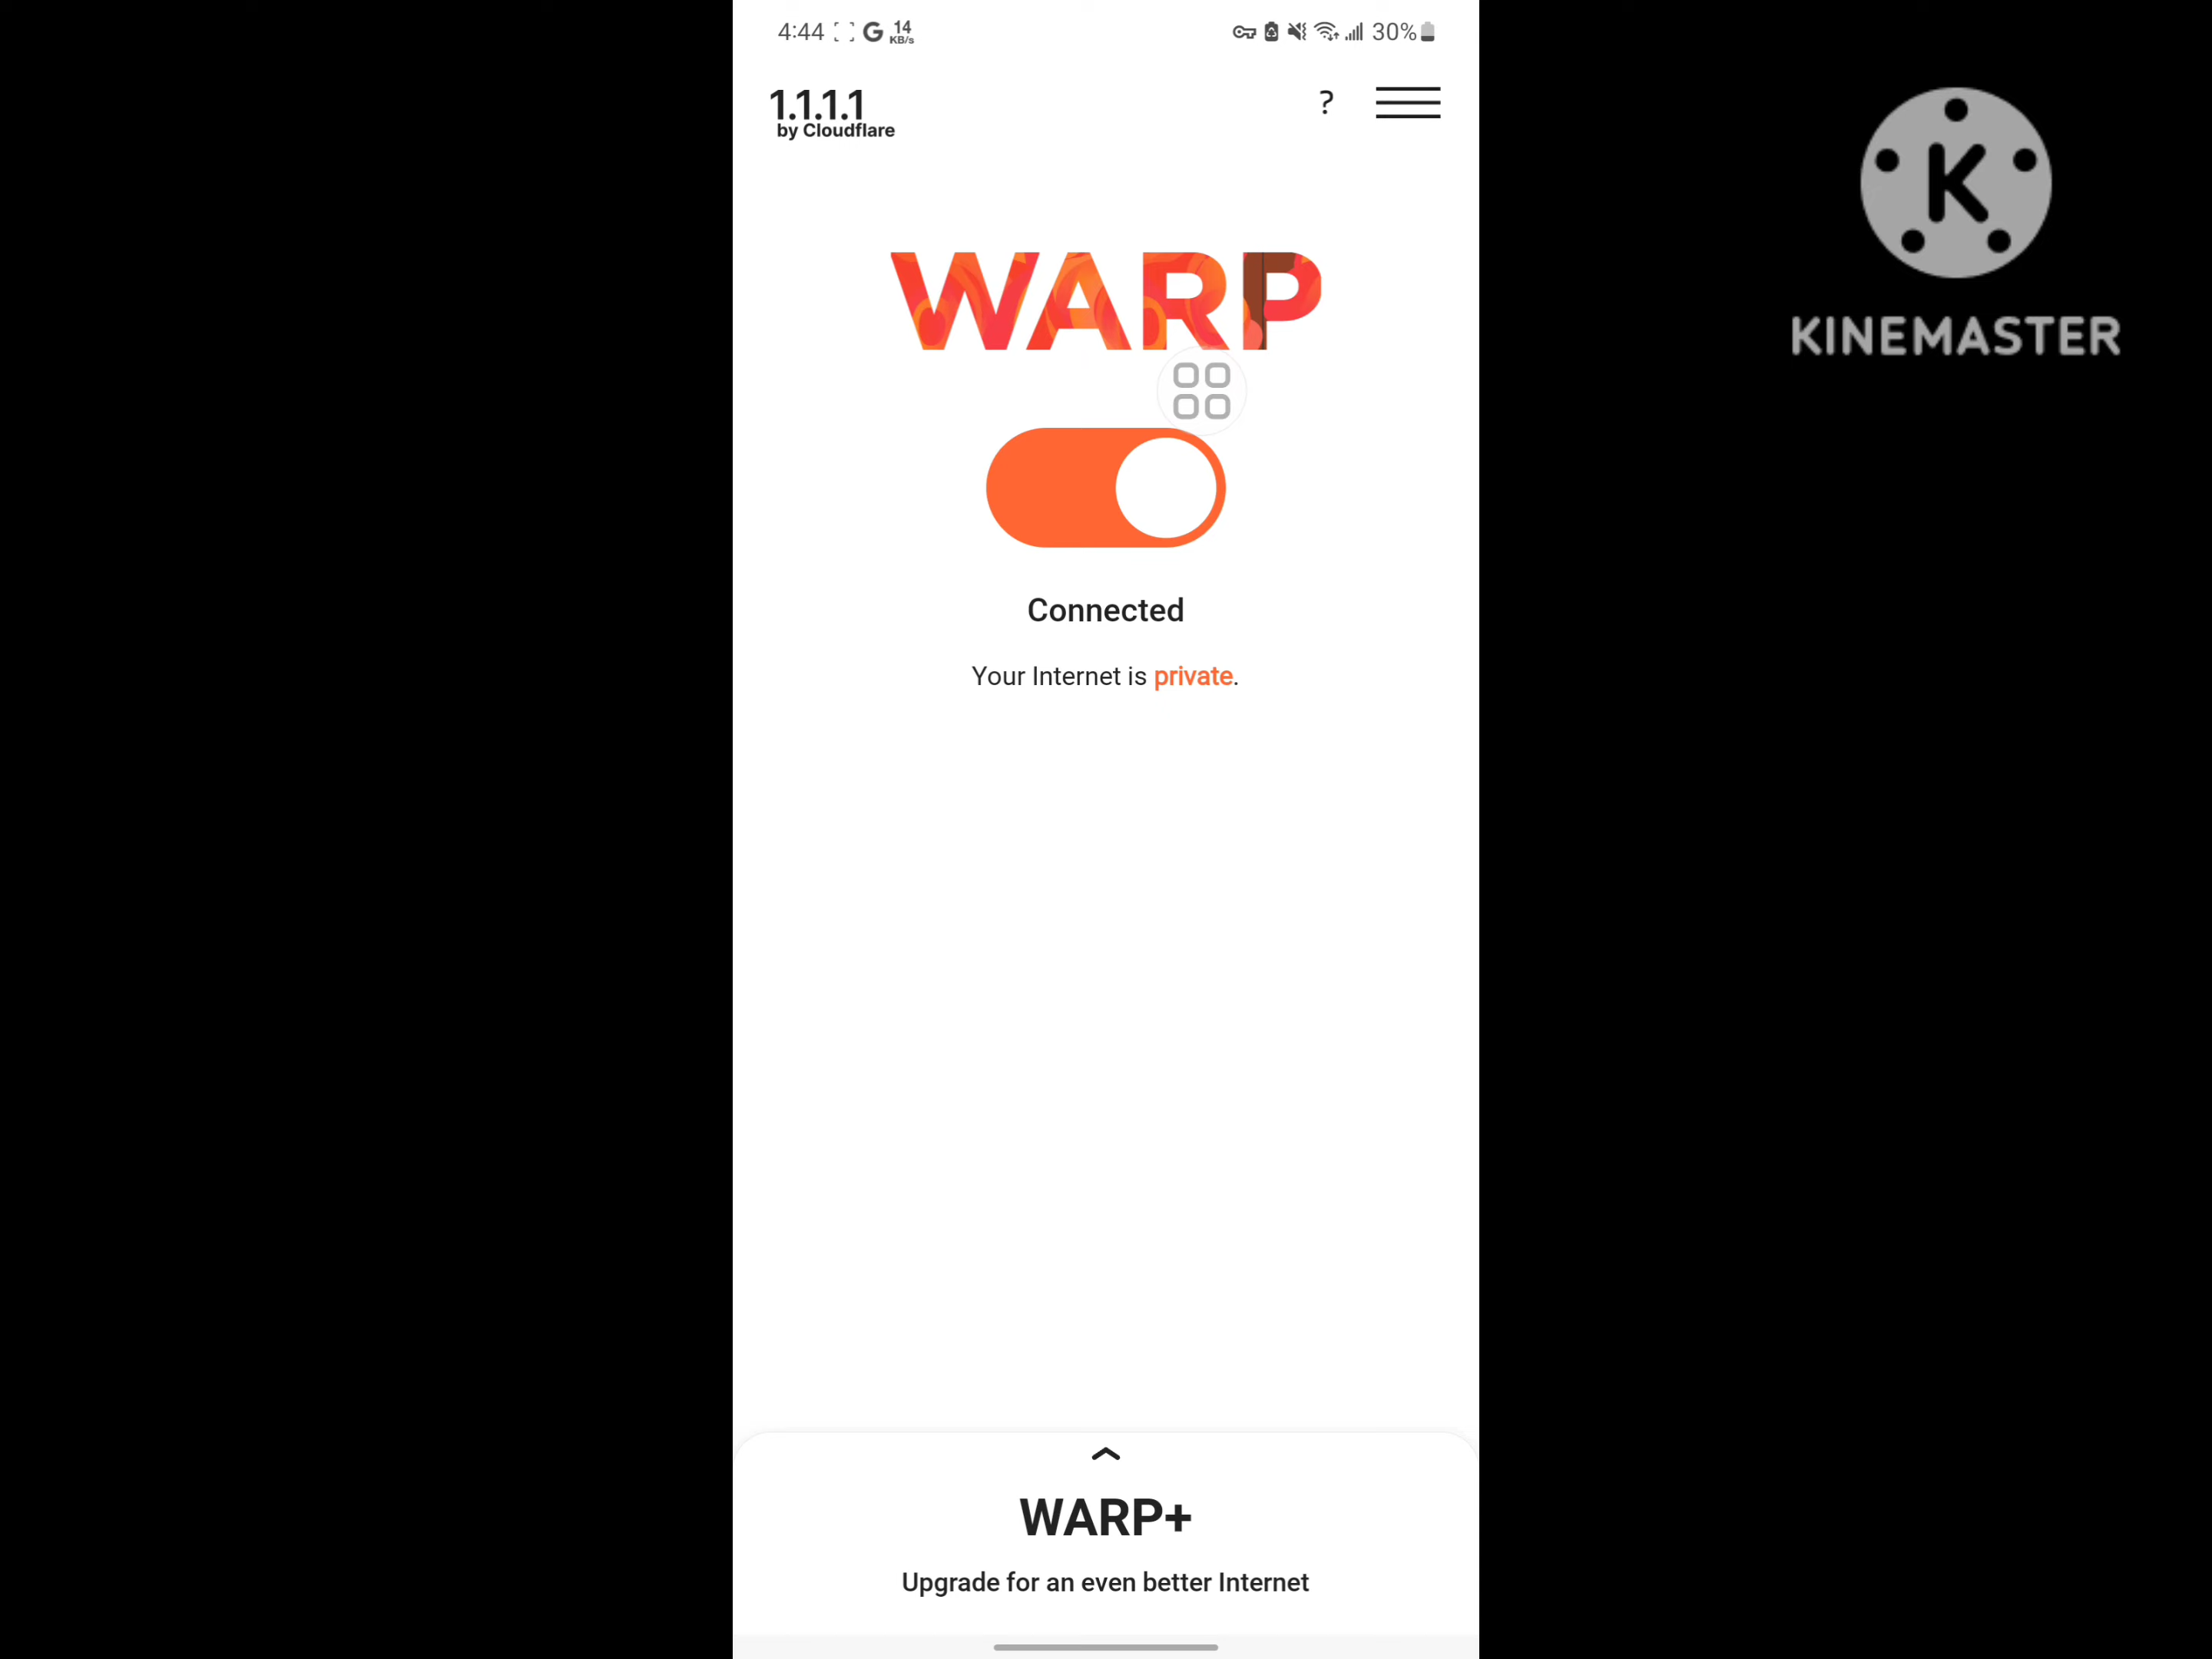 4:44 G 14 KB/s 30%
1.1.1.1
by Cloudflare
?
WARP
Connected
Your Internet is private.
WARP+
Upgrade for an even better Internet
K
KINEMASTER